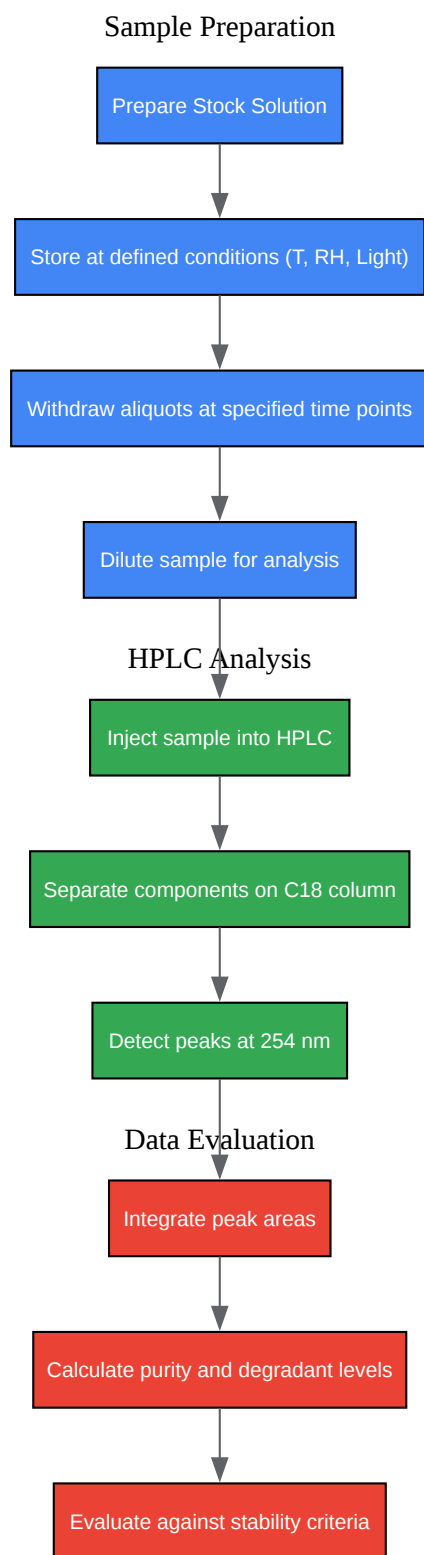 Sample Preparation
Prepare Stock Solution
Store at defined conditions (T, RH, Light)
Withdraw aliquots at specified time points
Dilute sample for analysis
HPLC Analysis
Inject sample into HPLC
Separate components on C18 column
Detect peaks at 254 nm
Data Evaluation
Integrate peak areas
Calculate purity and degradant levels
Evaluate against stability criteria